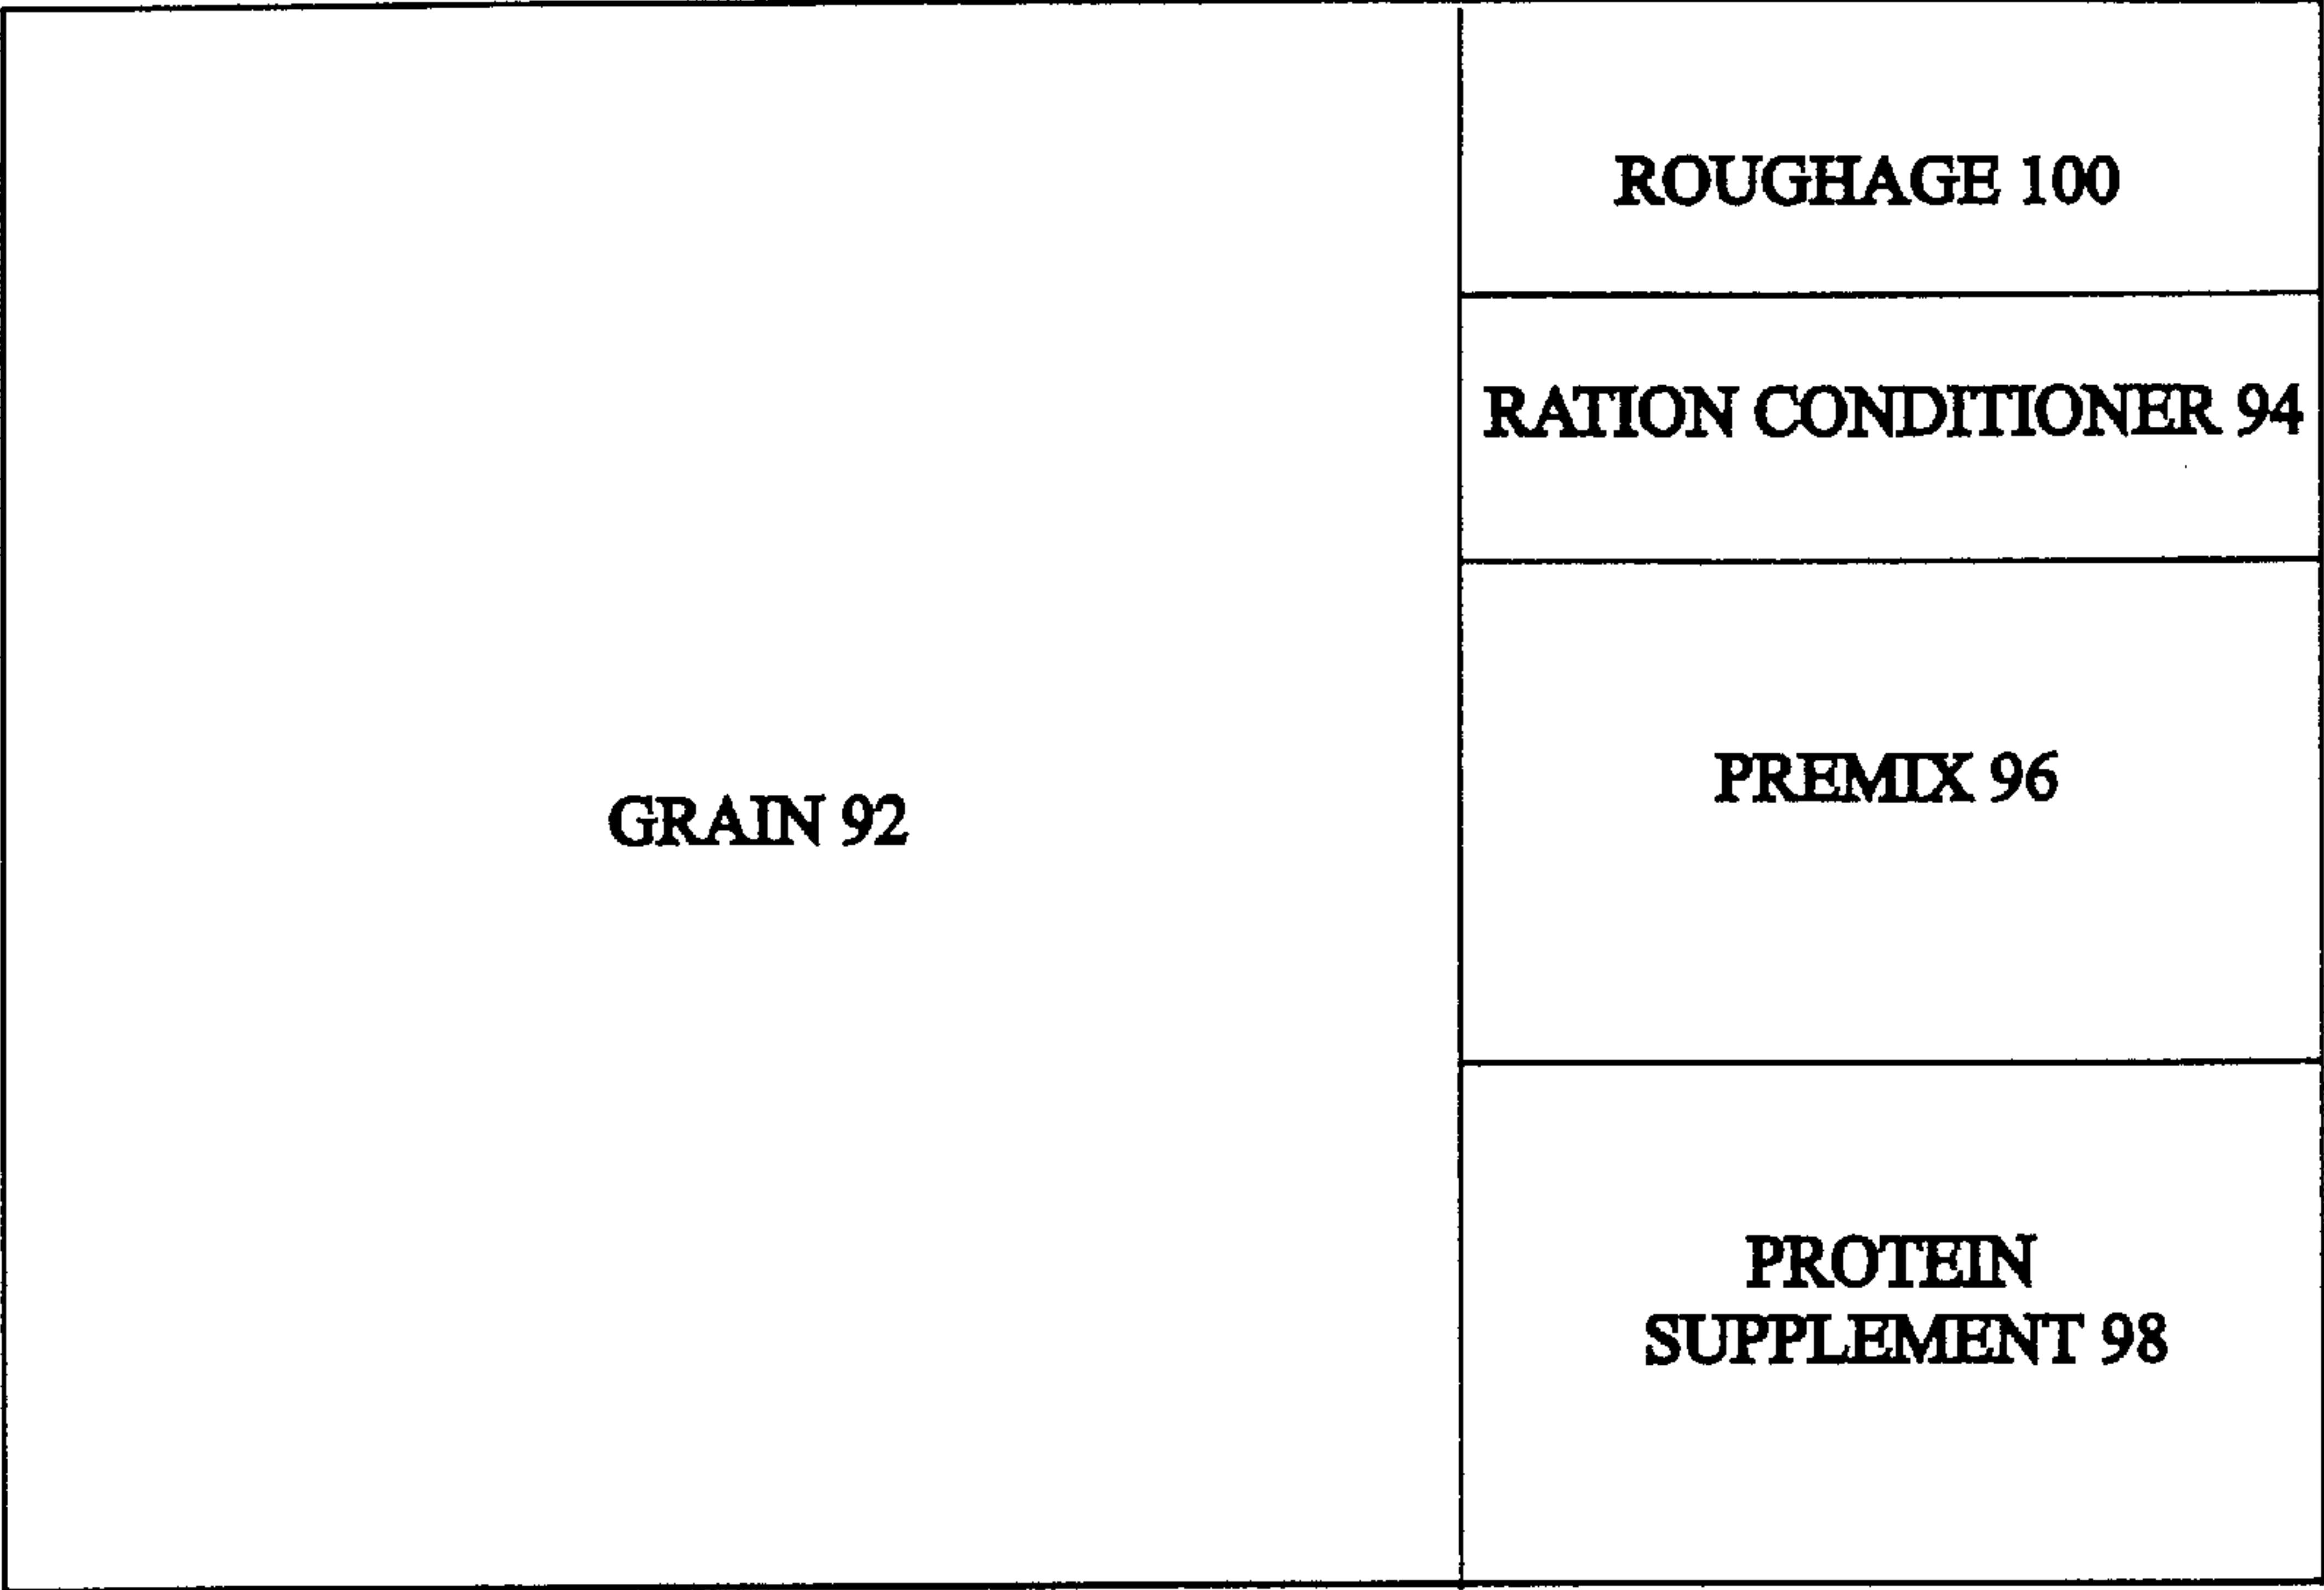 GRAIN 92
ROUGHAGE 100
RATION CONDITIONER 94
PREMIX 96
PROTEIN
SUPPLEMENT 98